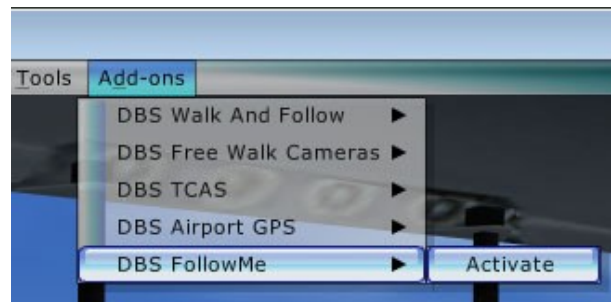 Tools Add-ons
DBS Walk And Follow
DBS Free Walk Cameras
DBS TCAS
DBS Airport GPS
DBS FollowMe Activate